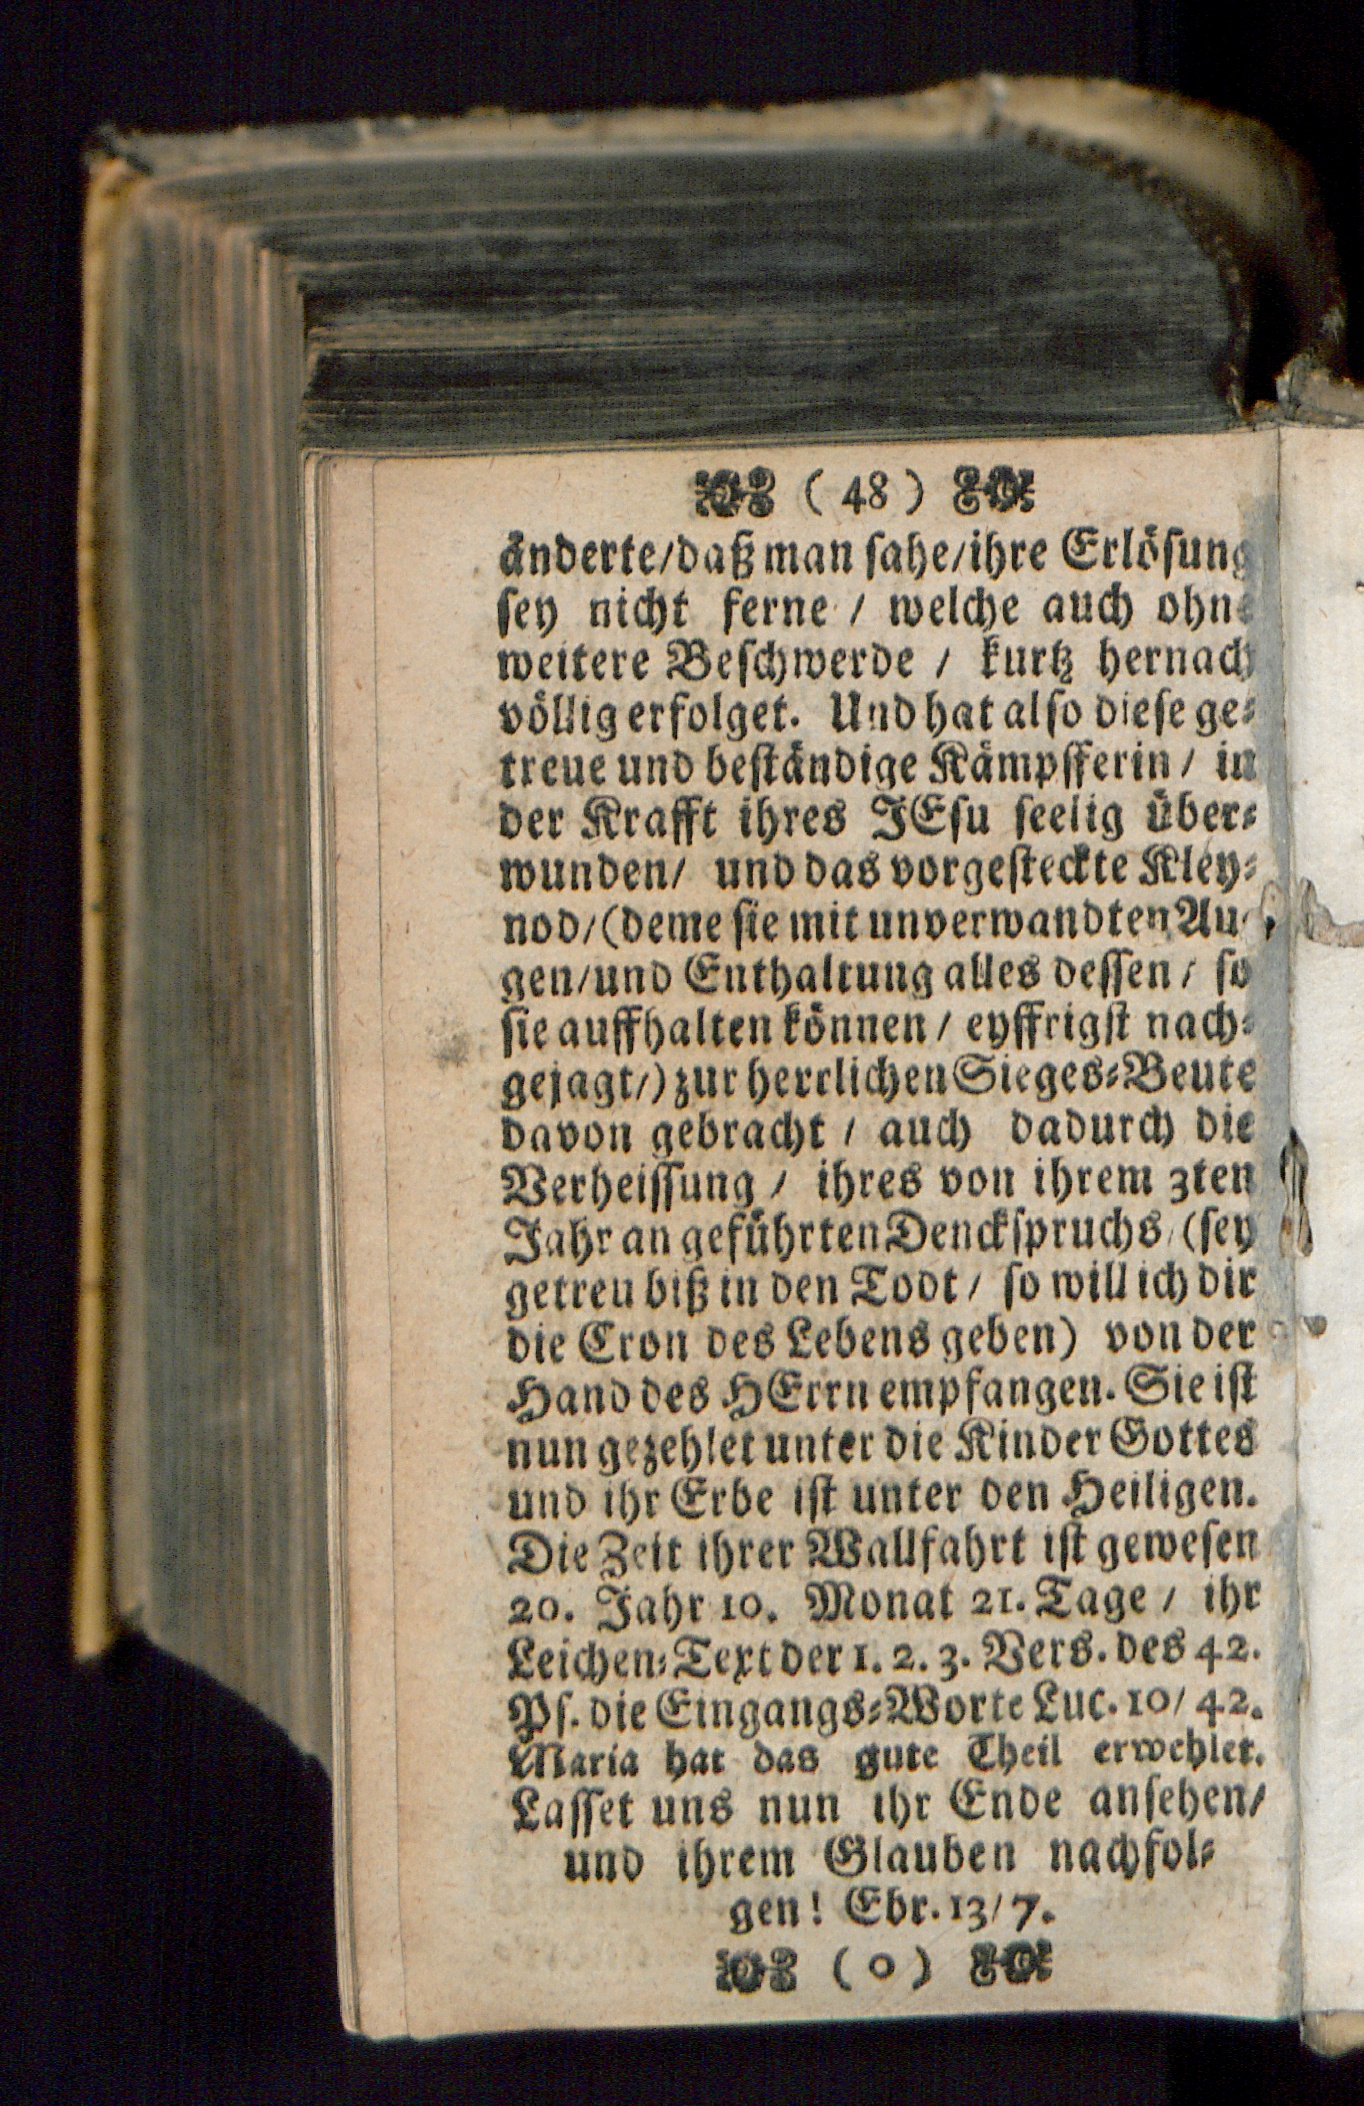 ( 48 )
änderte/daß man sahe/ihre Erlösung
sey nicht ferne / welche auch ohne
weitere Beschwerde / kurtz hernach
völlig erfolget. Und hat also diese ge-
treue und beständige Kämpfferin / in
der Krafft ihres JEsu seelig über-
wunden/ und das vorgesteckte Kley-
nod/(deme sie mit unverwandten Au-
gen/und Enthaltung alles dessen / so
sie auffhalten können / eyffrigst nach-
gejagt/) zur herrlichen Sieges-Beute
davon gebracht / auch dadurch die
Verheissung / ihres von ihrem 3ten
Jahr an geführten Denckspruchs (sey
getreu biß in den Todt / so will ich dir
die Cron des Lebens geben) von der
Hand des HErrn empfangen. Sie ist
nun gezehlet unter die Kinder Gottes
und ihr Erbe ist unter den Heiligen.
Die Zeit ihrer Wallfahrt ist gewesen
20. Jahr 10. Monat 21. Tage / ihr
Leichen-Text der 1. 2. 3. Vers. des 42.
Ps. die Eingangs-Worte Luc. 10/ 42.
Maria hat das gute Theil erwehlet.
Lasset uns nun ihr Ende ansehen/
und ihrem Glauben nachfol-
gen! Ebr. 13/ 7.
( o )